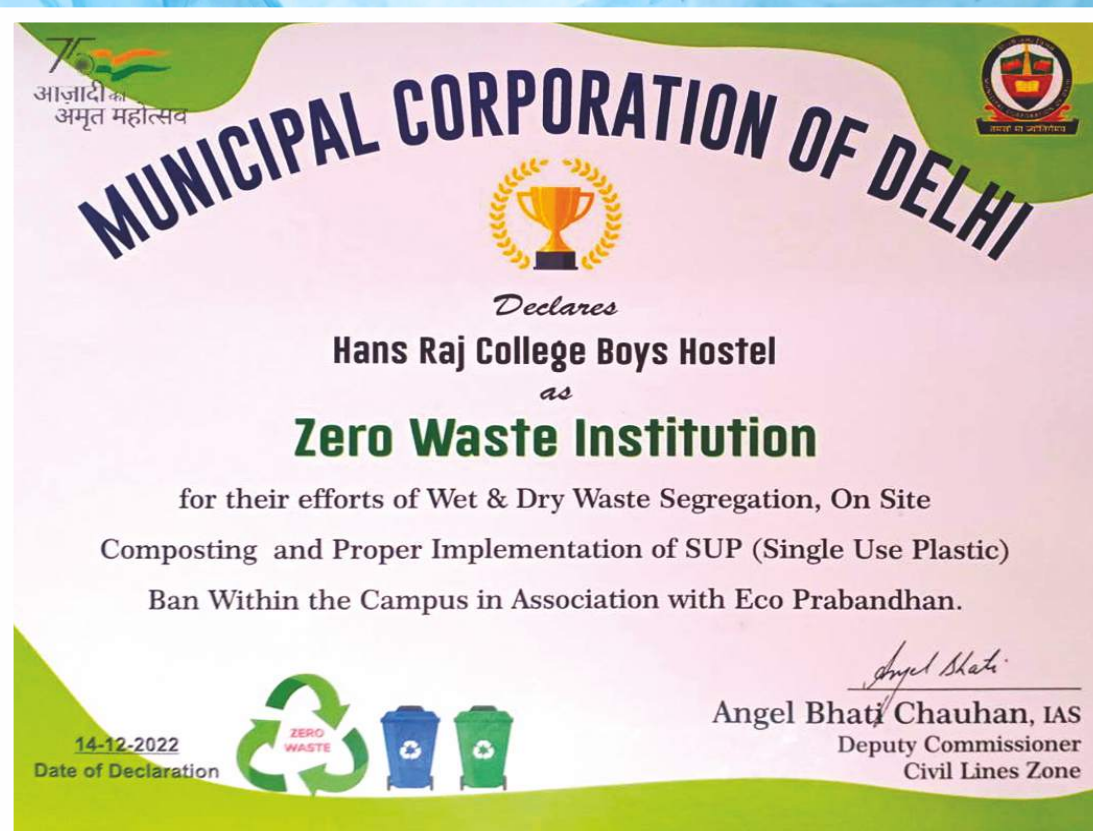 आज़ादी का
अमृत महोत्सव
MUNICIPAL CORPORATION OF DELHI
Declares
Hans Raj College Boys Hostel
as
Zero Waste Institution
for their efforts of Wet & Dry Waste Segregation, On Site
Composting and Proper Implementation of SUP (Single Use Plastic)
Ban Within the Campus in Association with Eco Prabandhan.
ZERO
WASTE
14-12-2022
Date of Declaration
Angel Bhati
Angel Bhati Chauhan, IAS
Deputy Commissioner
Civil Lines Zone